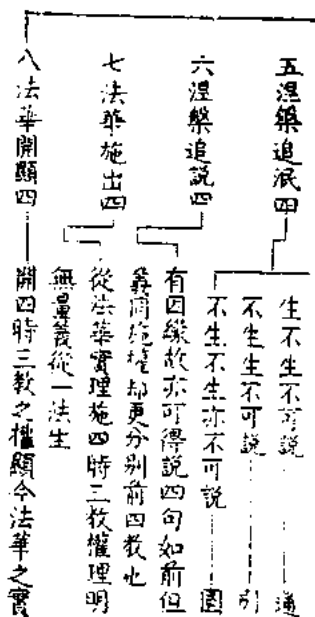 五涅槃追泯四
生不生不可説……通
不生生不可説……別
不生不生亦不可説……圓
六涅槃追説四
有因緣故亦可得説四句如前但
義同施權却更分別前四教也
七法華施出四
從法華實理施四時三教權理明
無量義從一法生
八法華開顯四
開四時三教之權顯今法華之實